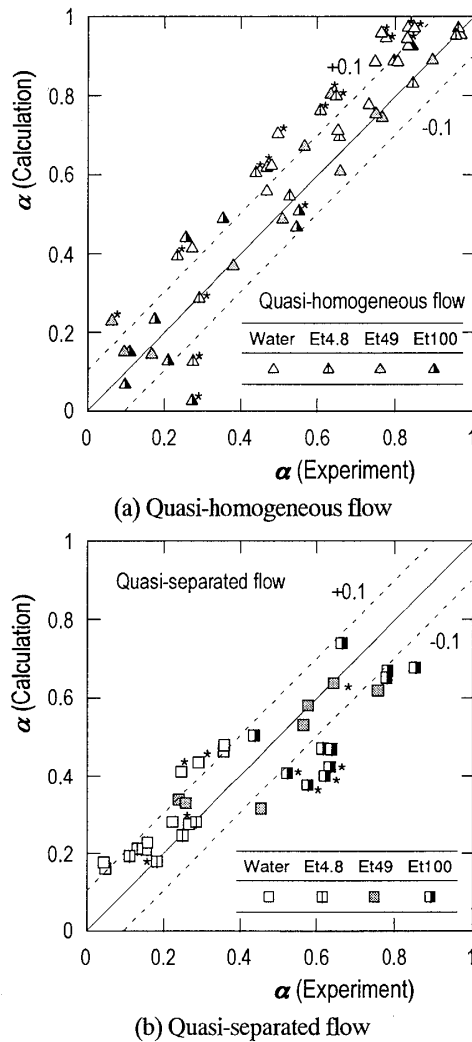 1
0.8
0.6
0.4
0.2
0
α (Calculation)
+0.1
-0.1
Quasi-homogeneous flow
Water Et4.8 Et49 Et100
0 0.2 0.4 0.6 0.8 1
α (Experiment)
(a) Quasi-homogeneous flow
1
0.8
0.6
0.4
0.2
0
α (Calculation)
Quasi-separated flow
+0.1
-0.1
Water Et4.8 Et49 Et100
0 0.2 0.4 0.6 0.8 1
α (Experiment)
(b) Quasi-separated flow